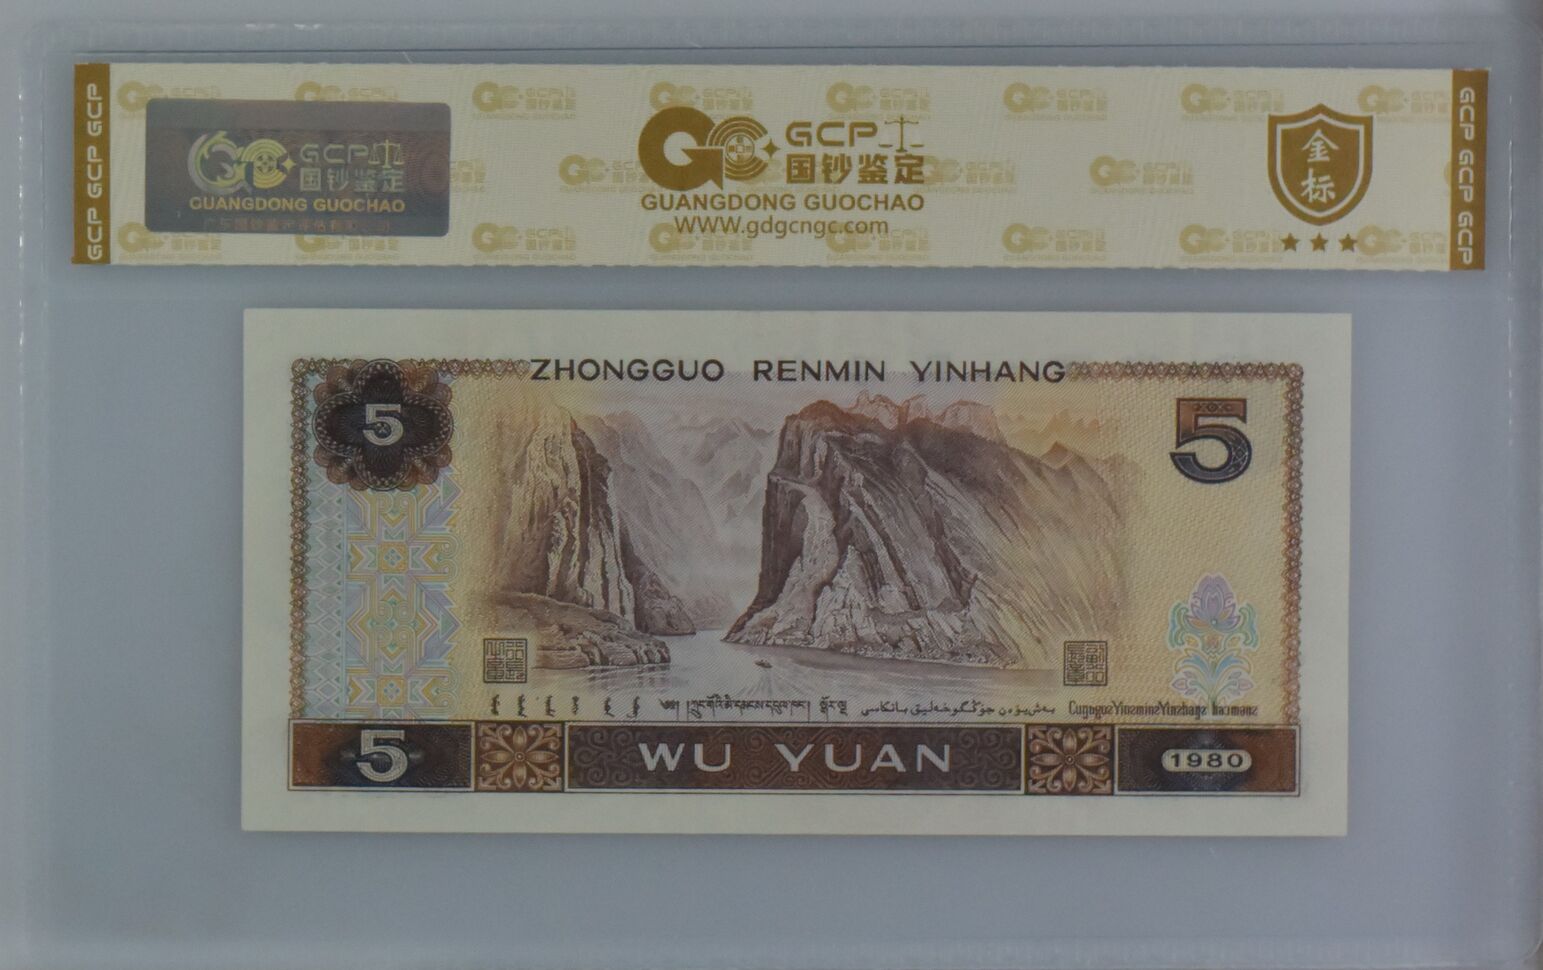 GCP GCP GCP
GCP
国钞鉴定
GUANGDONG GUOCHAO
GCP
国钞鉴定
GUANGDONG GUOCHAO
WWW.gdgcngc.com
金标
GCP GCP GCP
ZHONGGUO RENMIN YINHANG
5
5
5
WU YUAN
1980